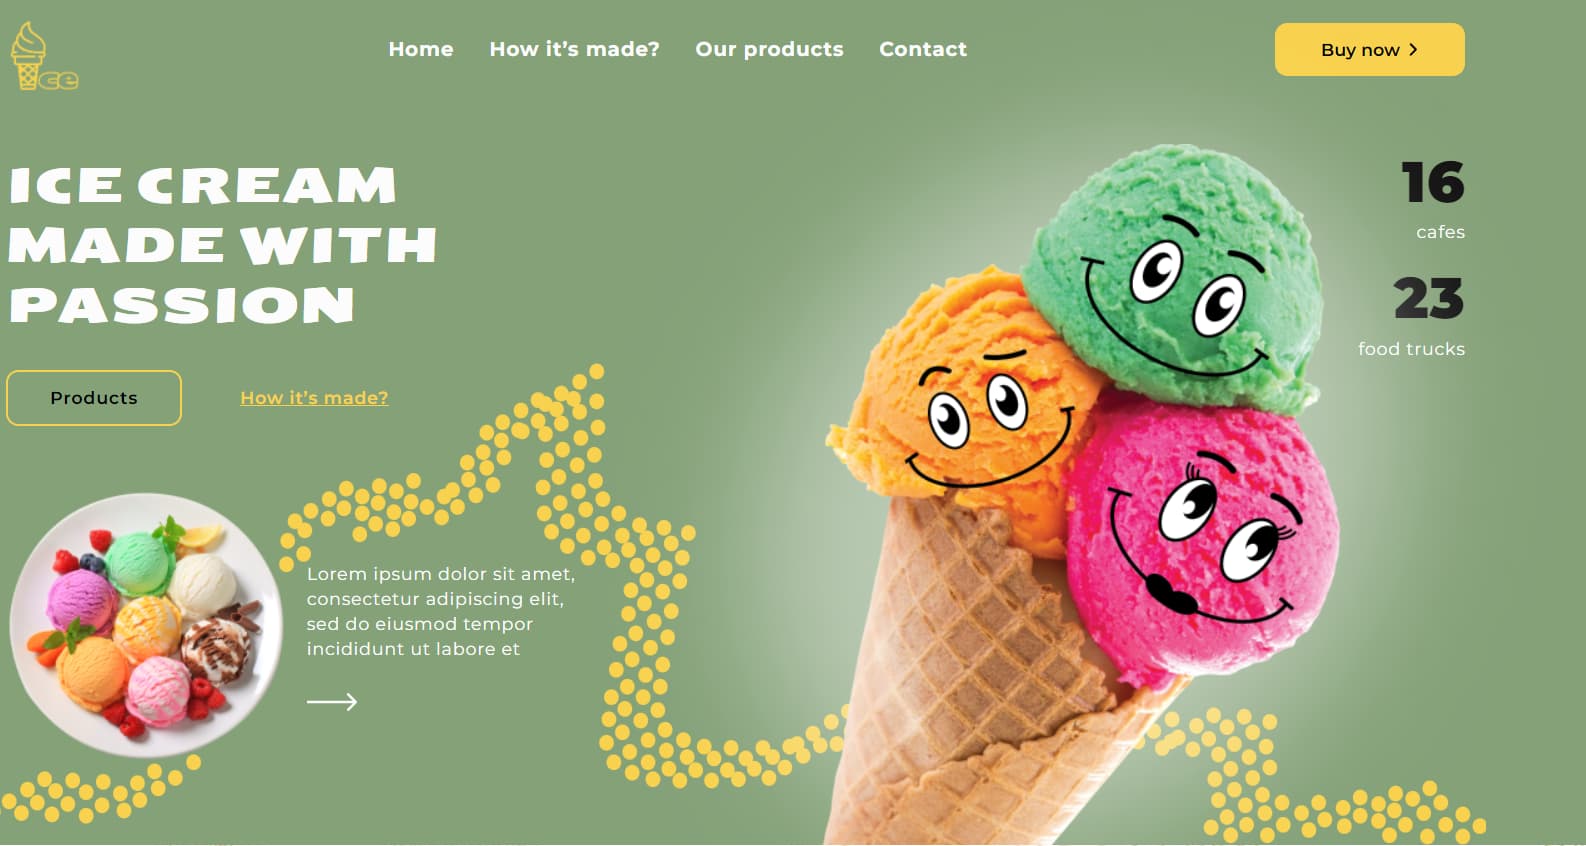 ce
Home
How it’s made?
Our products
Contact
Buy now
ICE CREAM
MADE WITH
PASSION
16
cafes
23
food trucks
Products
How it’s made?
Lorem ipsum dolor sit amet,
consectetur adipiscing elit,
sed do eiusmod tempor
incididunt ut labore et